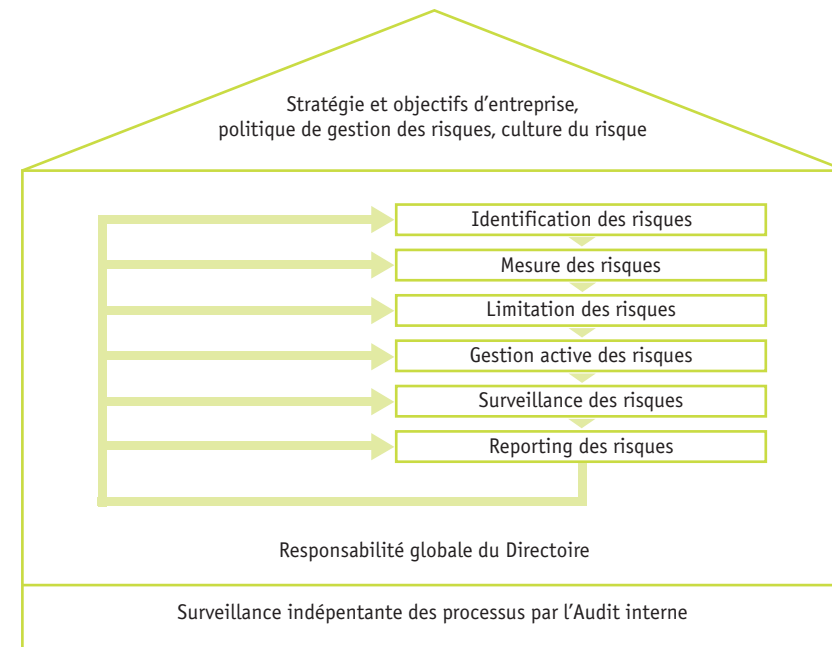 Stratégie et objectifs d’entreprise,
politique de gestion des risques, culture du risque
Identification des risques
Mesure des risques
Limitation des risques
Gestion active des risques
Surveillance des risques
Reporting des risques
Responsabilité globale du Directoire
Surveillance indépentante des processus par l’Audit interne